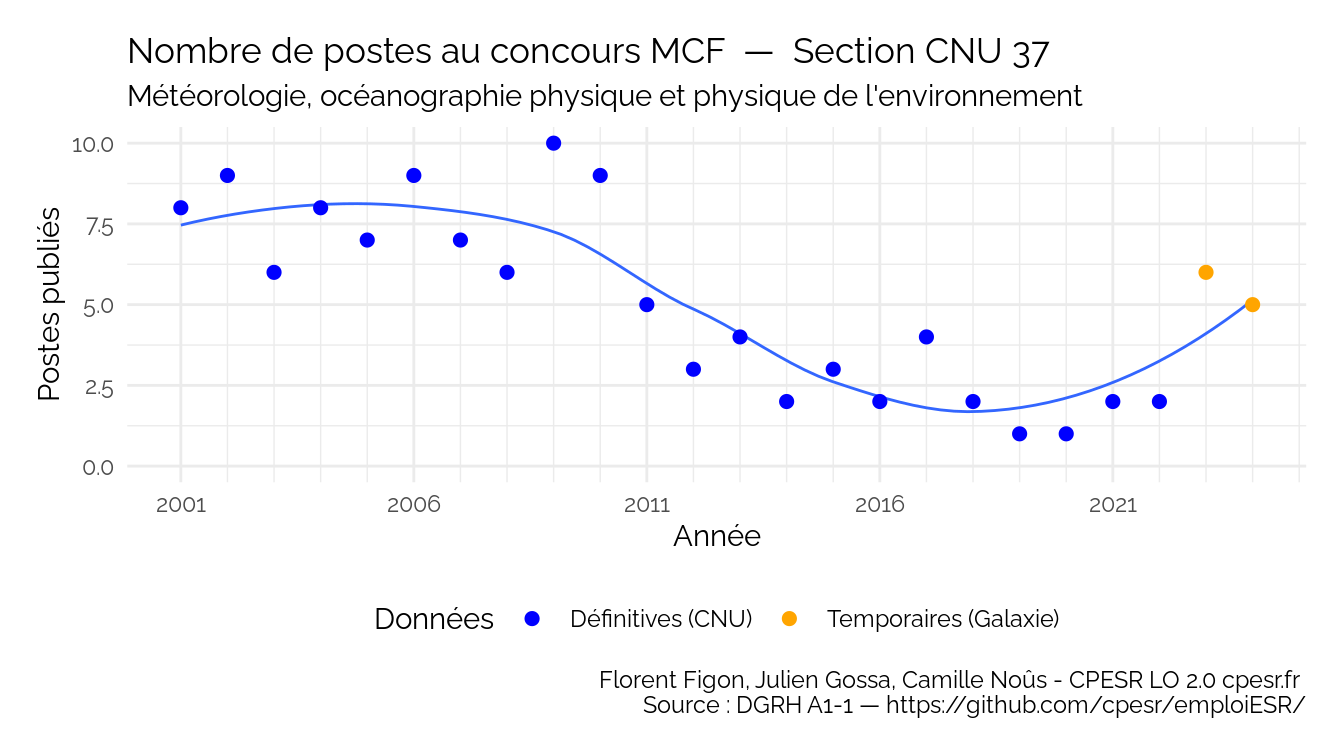 Nombre de postes au concours MCF — Section CNU 37
Météorologie, océanographie physique et physique de l'environnement
10.0
7.5
5.0
2.5
0.0
Postes publiés
2001 2006 2011 2016 2021
Année
Données Définitives (CNU) Temporaires (Galaxie)
Florent Figon, Julien Gossa, Camille Noûs - CPESR LO 2.0 cpesr.fr
Source : DGRH A1-1 — https://github.com/cpesr/emploiESR/